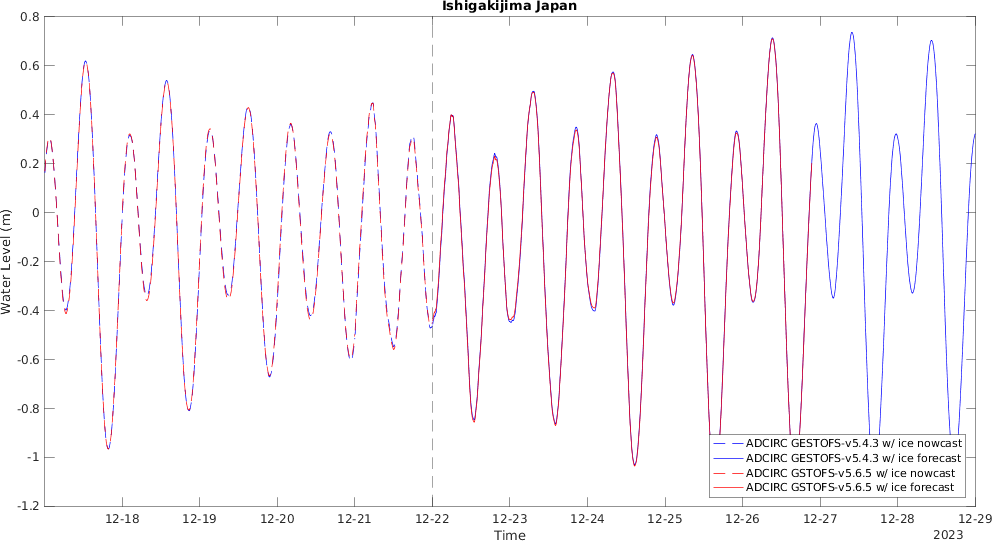 Ishigakijima Japan
0.8
0.6
0.4
0.2
0
-0.2
-0.4
-0.6
-0.8
-1
-1.2
Water Level (m)
ADCIRC GESTOFS-v5.4.3 w/ ice nowcast
ADCIRC GESTOFS-v5.4.3 w/ ice forecast
ADCIRC GSTOFS-v5.6.5 w/ ice nowcast
ADCIRC GSTOFS-v5.6.5 w/ ice forecast
12-18 12-19 12-20 12-21 12-22 12-23 12-24 12-25 12-26 12-27 12-28 12-29
Time
2023